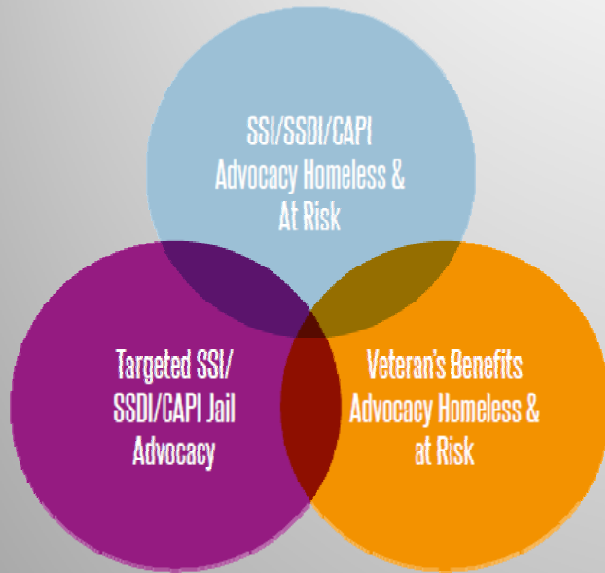 SSI/SSDI/CAPI
Advocacy Homeless &
At Risk
Targeted SSI/
SSDI/CAPI Jail
Advocacy
Veteran's Benefits
Advocacy Homeless &
at Risk